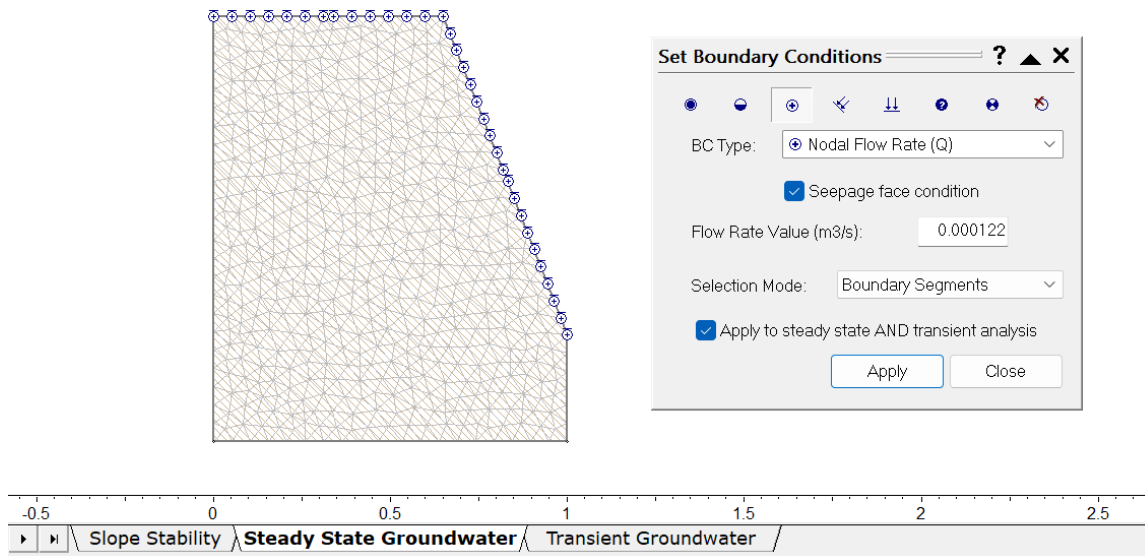 Set Boundary Conditions ?
BC Type: Nodal Flow Rate (Q)
Seepage face condition
Flow Rate Value (m3/s): 0.000122
Selection Mode: Boundary Segments
Apply to steady state AND transient analysis
Apply Close
-0.5 0 0.5 1 1.5 2 2.5
Slope Stability Steady State Groundwater Transient Groundwater